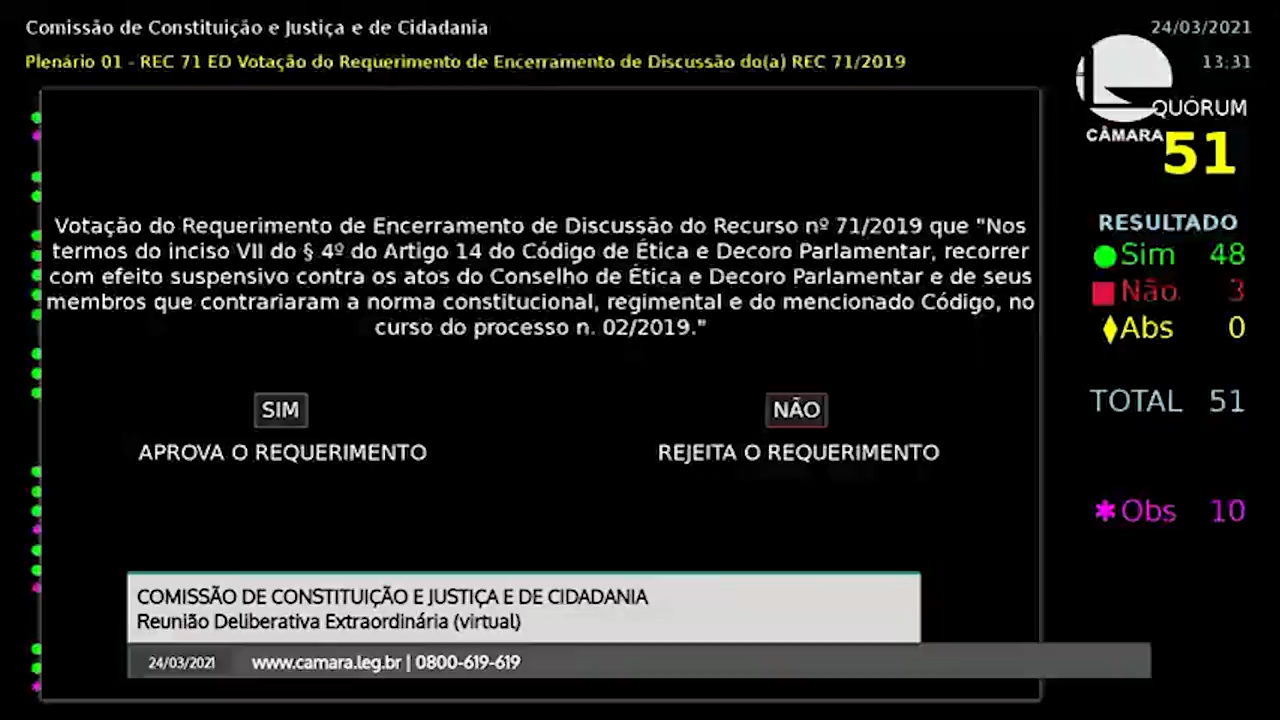 Comissão de Constituição e Justiça e de Cidadania
24/03/2021
Plenário 01 - REC 71 ED Votação do Requerimento de Encerramento de Discussão do(a) REC 71/2019
13:31
QUÓRUM
CÂMARA
51
Votação do Requerimento de Encerramento de Discussão do Recurso nº 71/2019 que "Nos
termos do inciso VII do § 4º do Artigo 14 do Código de Ética e Decoro Parlamentar, recorrer
com efeito suspensivo contra os atos do Conselho de Ética e Decoro Parlamentar e de seus
membros que contrariaram a norma constitucional, regimental e do mencionado Código, no
curso do processo n. 02/2019."
RESULTADO
Sim 48
Não 3
Abs 0
TOTAL 51
Obs 10
SIM
NÃO
APROVA O REQUERIMENTO
REJEITA O REQUERIMENTO
COMISSÃO DE CONSTITUIÇÃO E JUSTIÇA E DE CIDADANIA
Reunião Deliberativa Extraordinária (virtual)
24/03/2021 www.camara.leg.br | 0800-619-619